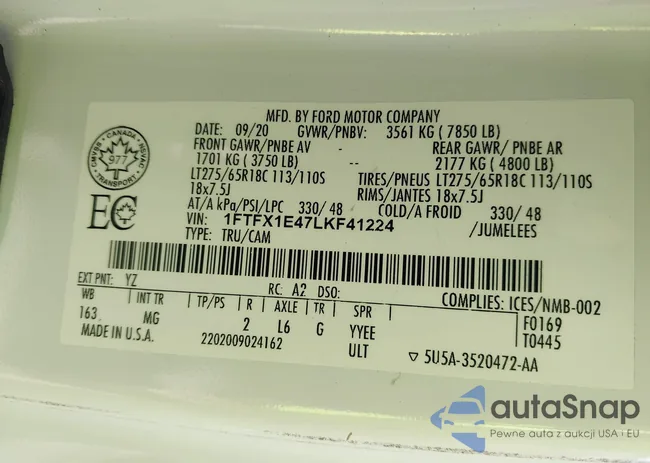 MFD. BY FORD MOTOR COMPANY
DATE: 09/20 GVWR/PNBV: 3561 KG ( 7850 LB)
FRONT GAWR/PNBE AV -- REAR GAWR/ PNBE AR
1701 KG ( 3750 LB) -- 2177 KG ( 4800 LB)
LT275/65R18C 113/110S TIRES/PNEUS LT275/65R18C 113/110S
18x7.5J RIMS/JANTES 18x7.5J
AT/A kPa/PSI/LPC 330/ 48 COLD/A FROID 330/ 48
VIN: 1FTFX1E47LKF41224 /JUMELEES
TYPE: TRU/CAM
CANADA
CMVSS NSVAC
977
TRANSPORT
EC
EXT PNT: YZ RC: A2 DSO: COMPLIES: ICES/NMB-002
WB INT TR TP/PS R AXLE TR SPR F0169
163 MG 2 L6 G YYEE T0445
MADE IN U.S.A. 2202009024162 ULT ▽ 5U5A-3520472-AA
autaSnap
Pewne auta z aukcji USA i EU